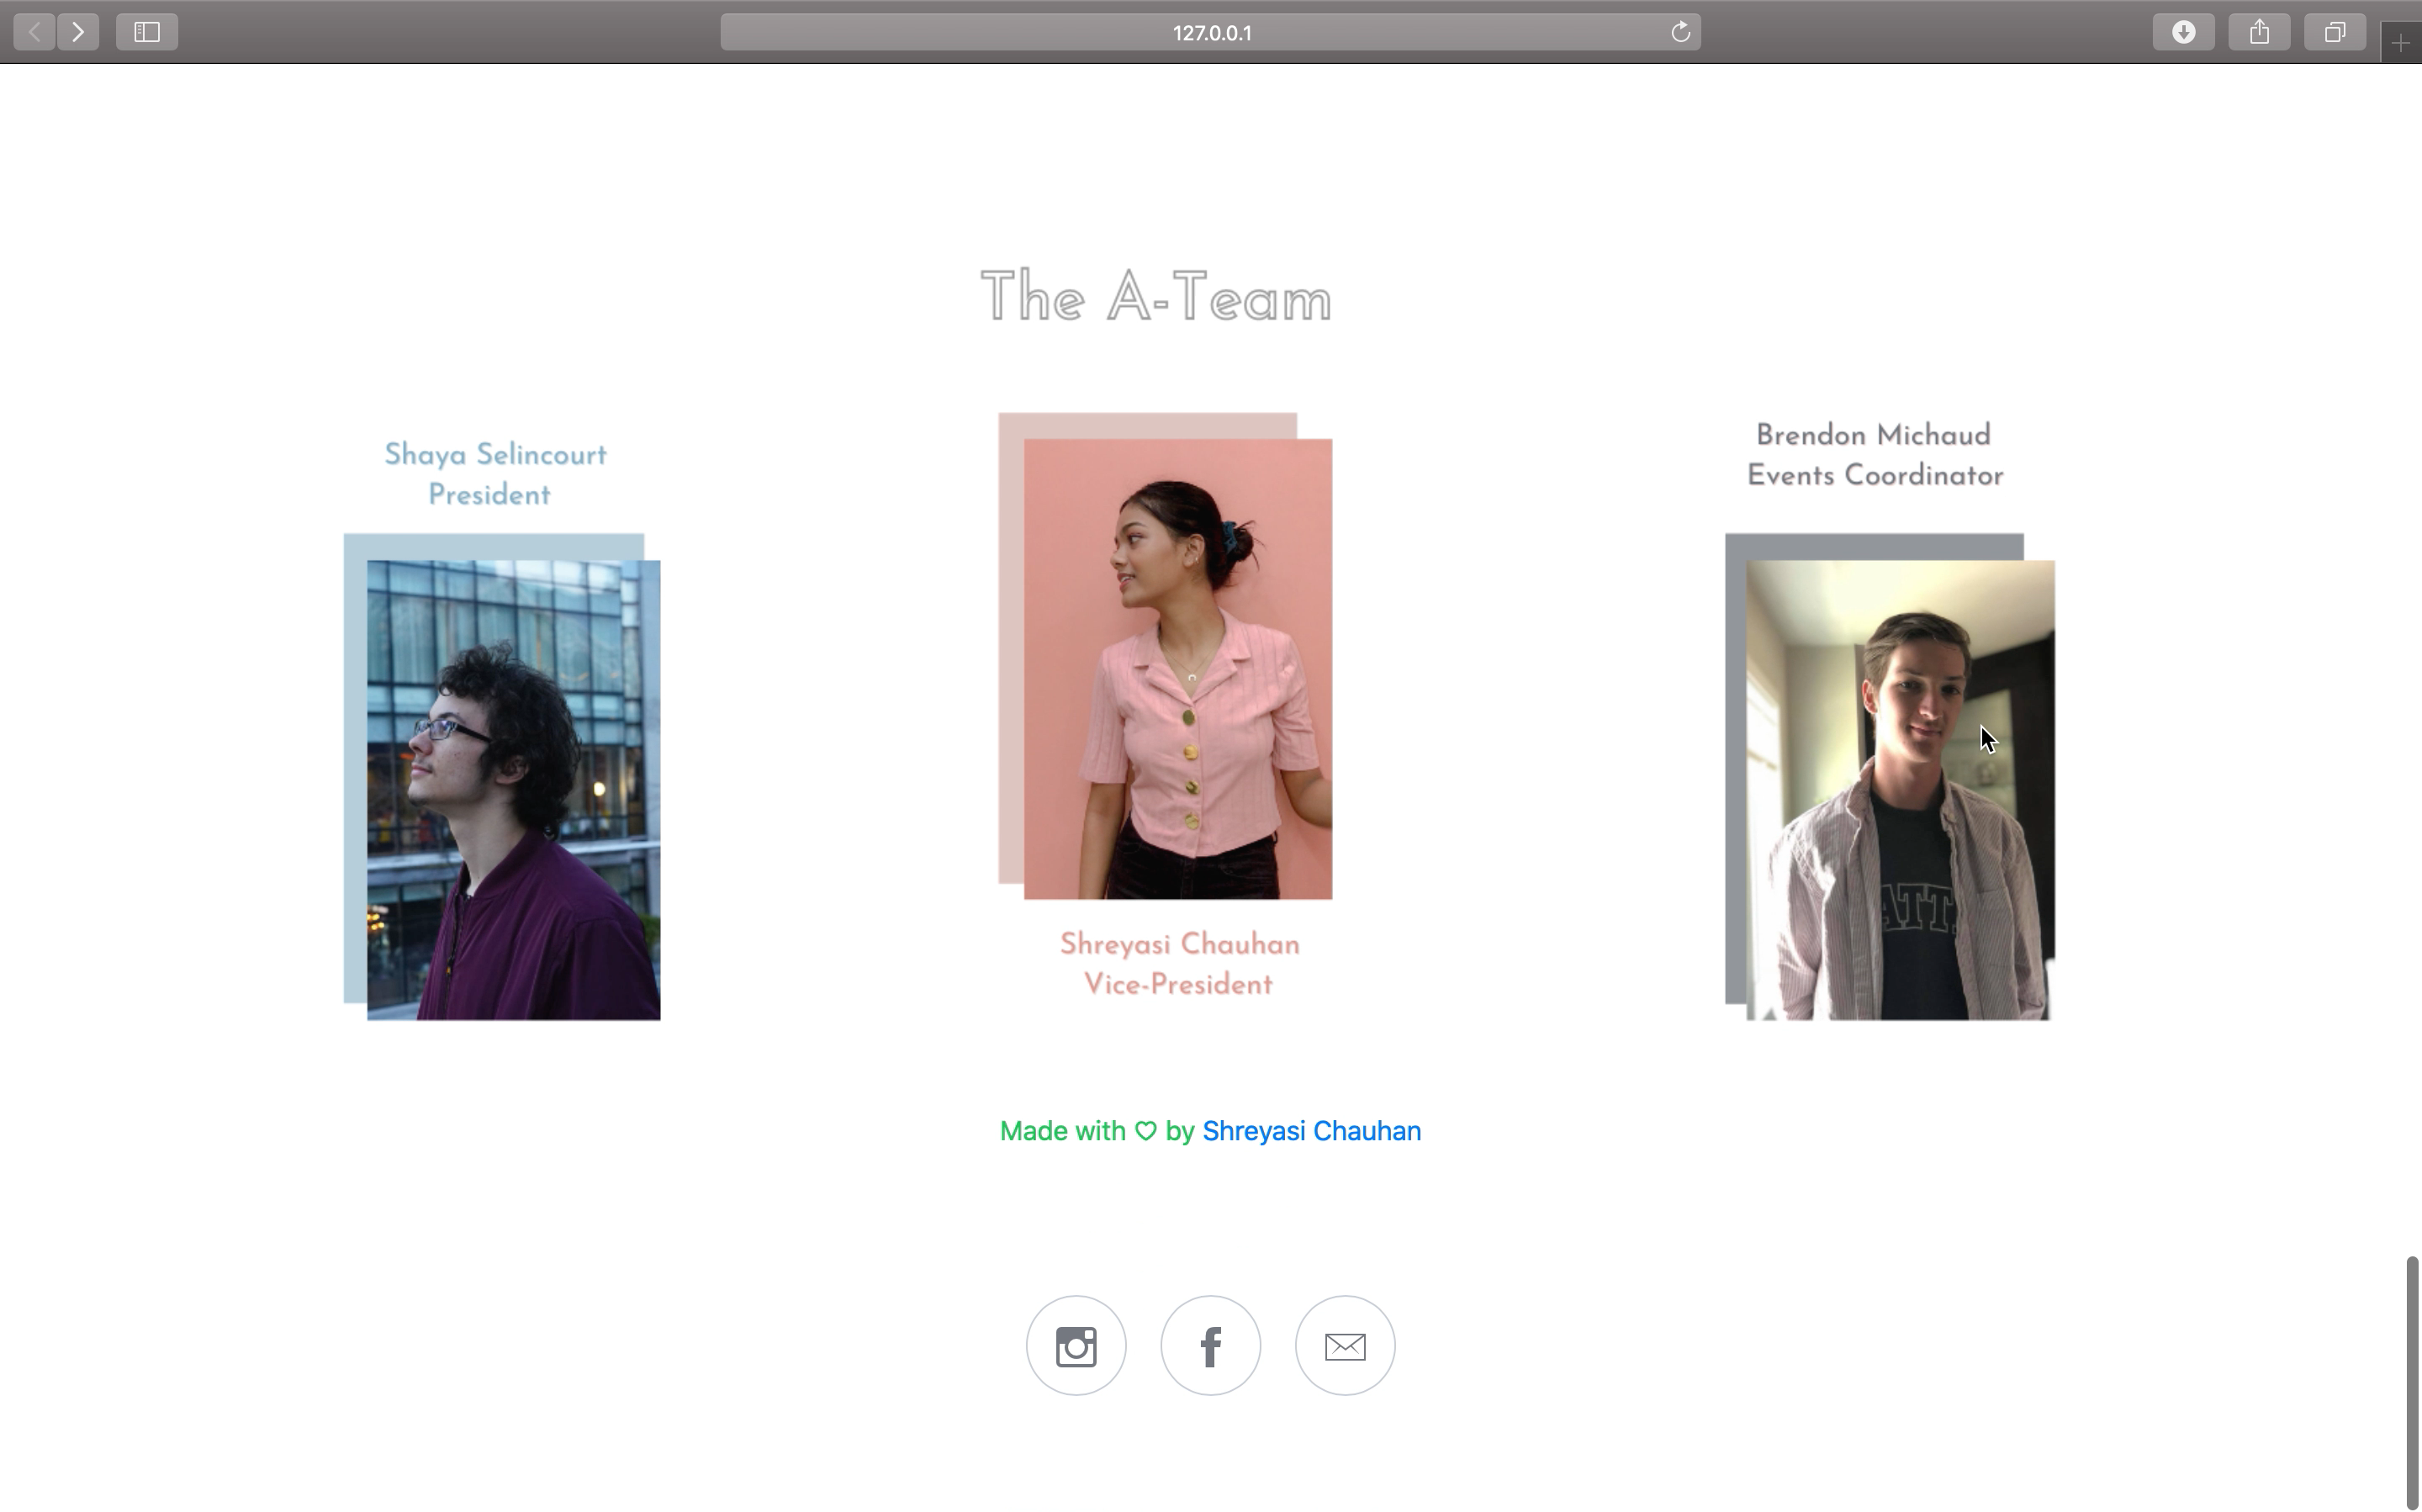 127.0.0.1
The A-Team
Shaya Selincourt
President
Brendon Michaud
Events Coordinator
ATT
Shreyasi Chauhan
Vice-President
Made with ♡ by Shreyasi Chauhan